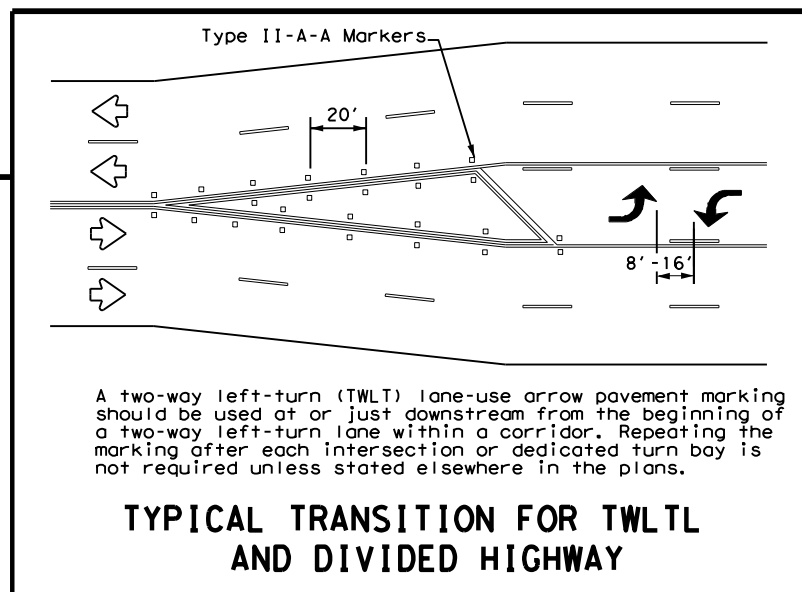 Type II-A-A Markers
20'
8' -16'
A two-way left-turn (TWLT) lane-use arrow pavement marking
should be used at or just downstream from the beginning of
a two-way left-turn lane within a corridor. Repeating the
marking after each intersection or dedicated turn bay is
not required unless stated elsewhere in the plans.
TYPICAL TRANSITION FOR TWLTL
AND DIVIDED HIGHWAY